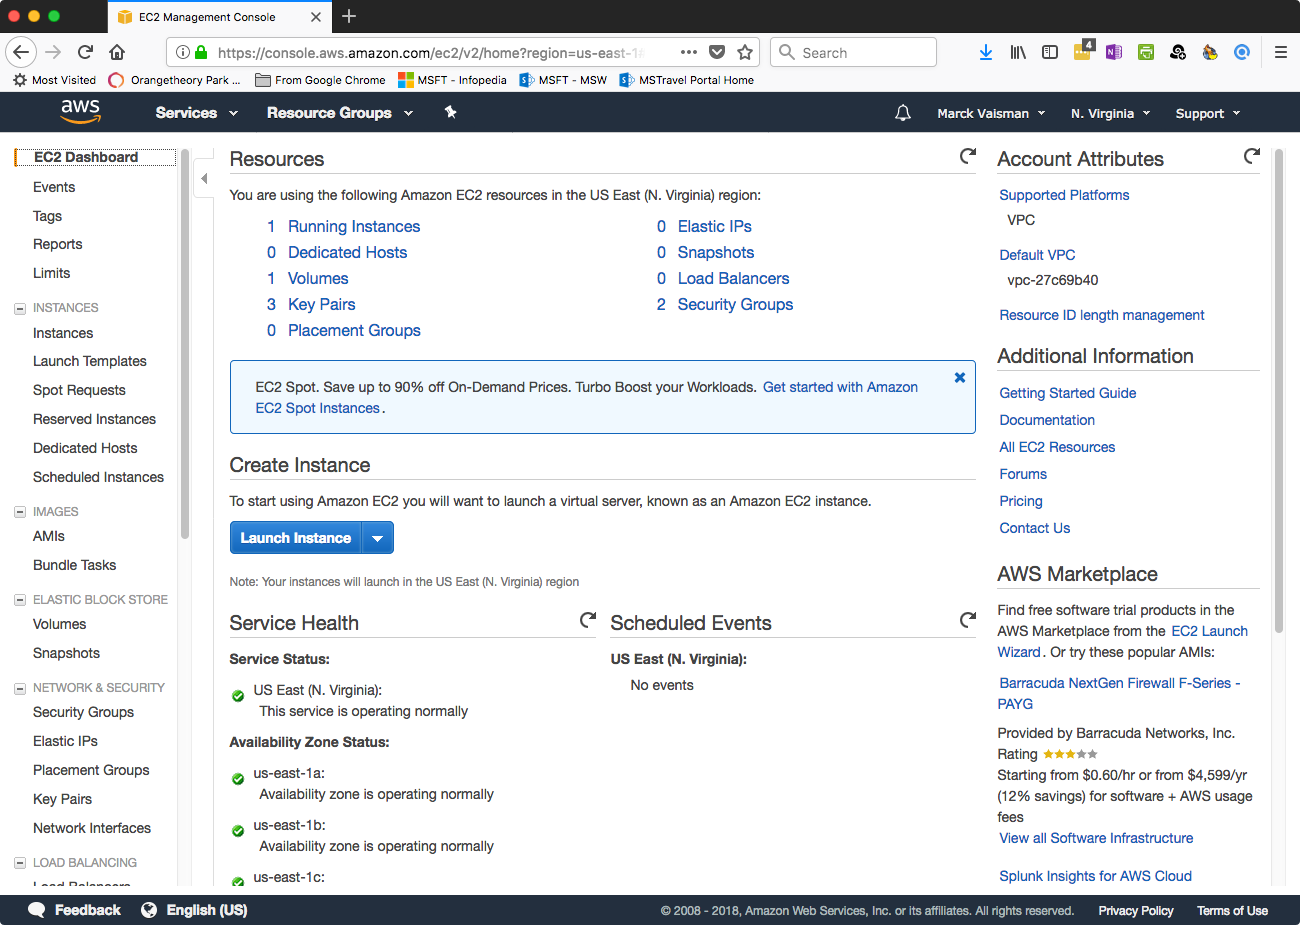 EC2 Management Console
https://console.aws.amazon.com/ec2/v2/home?region=us-east-1
Search
4
Most Visited
Orangetheory Park ...
From Google Chrome
MSFT - Infopedia
MSFT - MSW
MSTravel Portal Home
aws
Services
Resource Groups
Marck Vaisman
N. Virginia
Support
EC2 Dashboard
Events
Tags
Reports
Limits
INSTANCES
Instances
Launch Templates
Spot Requests
Reserved Instances
Dedicated Hosts
Scheduled Instances
IMAGES
AMIs
Bundle Tasks
ELASTIC BLOCK STORE
Volumes
Snapshots
NETWORK & SECURITY
Security Groups
Elastic IPs
Placement Groups
Key Pairs
Network Interfaces
LOAD BALANCING
Load Balancers
Resources
You are using the following Amazon EC2 resources in the US East (N. Virginia) region:
1 Running Instances
0 Elastic IPs
0 Dedicated Hosts
0 Snapshots
1 Volumes
0 Load Balancers
3 Key Pairs
2 Security Groups
0 Placement Groups
EC2 Spot. Save up to 90% off On-Demand Prices. Turbo Boost your Workloads. Get started with Amazon
EC2 Spot Instances.
Create Instance
To start using Amazon EC2 you will want to launch a virtual server, known as an Amazon EC2 instance.
Launch Instance
Note: Your instances will launch in the US East (N. Virginia) region
Service Health
Service Status:
US East (N. Virginia):
This service is operating normally
Availability Zone Status:
us-east-1a:
Availability zone is operating normally
us-east-1b:
Availability zone is operating normally
us-east-1c:
Scheduled Events
US East (N. Virginia):
No events
Account Attributes
Supported Platforms
VPC
Default VPC
vpc-27c69b40
Resource ID length management
Additional Information
Getting Started Guide
Documentation
All EC2 Resources
Forums
Pricing
Contact Us
AWS Marketplace
Find free software trial products in the
AWS Marketplace from the EC2 Launch
Wizard. Or try these popular AMIs:
Barracuda NextGen Firewall F-Series -
PAYG
Provided by Barracuda Networks, Inc.
Rating
Starting from $0.60/hr or from $4,599/yr
(12% savings) for software + AWS usage
fees
View all Software Infrastructure
Splunk Insights for AWS Cloud
Feedback
English (US)
© 2008 - 2018, Amazon Web Services, Inc. or its affiliates. All rights reserved.
Privacy Policy
Terms of Use